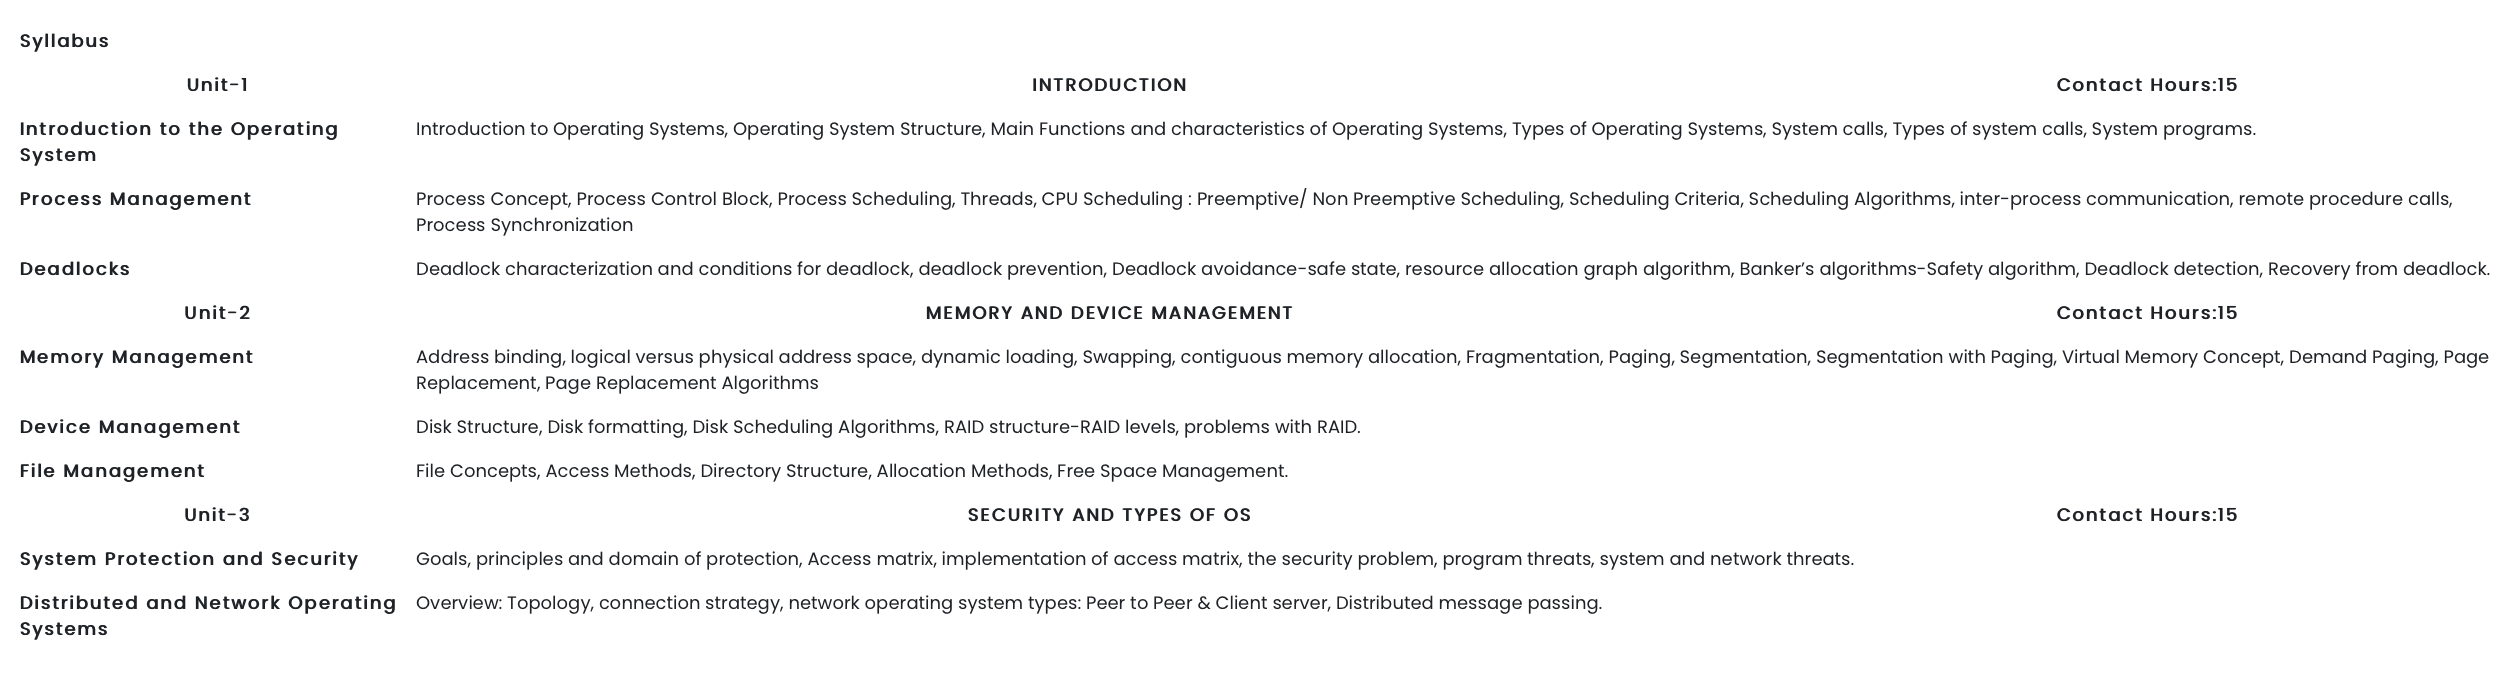 Syllabus
Unit-1 INTRODUCTION Contact Hours:15
Introduction to the Operating Introduction to Operating Systems, Operating System Structure, Main Functions and characteristics of Operating Systems, Types of Operating Systems, System calls, Types of system calls, System programs.
System
Process Management Process Concept, Process Control Block, Process Scheduling, Threads, CPU Scheduling : Preemptive/ Non Preemptive Scheduling, Scheduling Criteria, Scheduling Algorithms, inter-process communication, remote procedure calls,
Process Synchronization
Deadlocks Deadlock characterization and conditions for deadlock, deadlock prevention, Deadlock avoidance-safe state, resource allocation graph algorithm, Banker’s algorithms-Safety algorithm, Deadlock detection, Recovery from deadlock.
Unit-2 MEMORY AND DEVICE MANAGEMENT Contact Hours:15
Memory Management Address binding, logical versus physical address space, dynamic loading, Swapping, contiguous memory allocation, Fragmentation, Paging, Segmentation, Segmentation with Paging, Virtual Memory Concept, Demand Paging, Page
Replacement, Page Replacement Algorithms
Device Management Disk Structure, Disk formatting, Disk Scheduling Algorithms, RAID structure-RAID levels, problems with RAID.
File Management File Concepts, Access Methods, Directory Structure, Allocation Methods, Free Space Management.
Unit-3 SECURITY AND TYPES OF OS Contact Hours:15
System Protection and Security Goals, principles and domain of protection, Access matrix, implementation of access matrix, the security problem, program threats, system and network threats.
Distributed and Network Operating Overview: Topology, connection strategy, network operating system types: Peer to Peer & Client server, Distributed message passing.
Systems